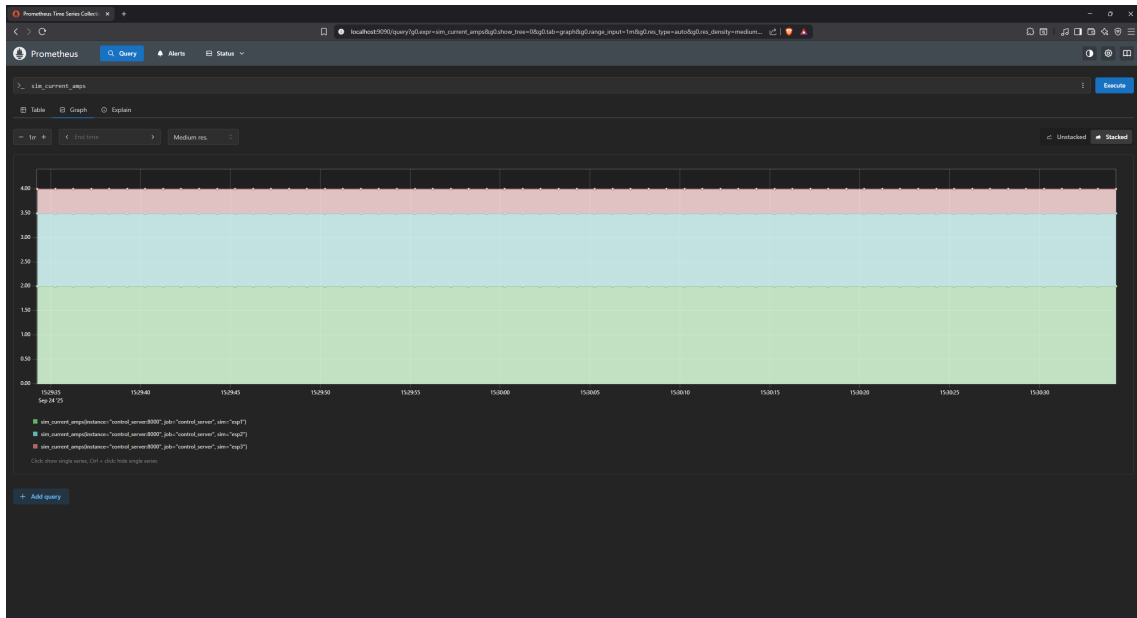 Prometheus Time Series Collecti
localhost:9090/query?g0.expr=sim_current_amps&g0.show_tree=0&g0.tab=graph&g0.range_input=1m&g0.res_type=auto&g0.res_density=medium...
Prometheus Query Alerts Status
sim_current_amps Execute
Table Graph Explain
1m End time Medium res. Unstacked Stacked
4.00
3.50
3.00
2.50
2.00
1.50
1.00
0.50
0.00
15:29:35 15:29:40 15:29:45 15:29:50 15:29:55 15:30:00 15:30:05 15:30:10 15:30:15 15:30:20 15:30:25 15:30:30
Sep 24 '25
sim_current_amps{instance="control_server:8000", job="control_server", sim="esp1"}
sim_current_amps{instance="control_server:8000", job="control_server", sim="esp2"}
sim_current_amps{instance="control_server:8000", job="control_server", sim="esp3"}
Click: show single series, Ctrl + click: hide single series
+ Add query